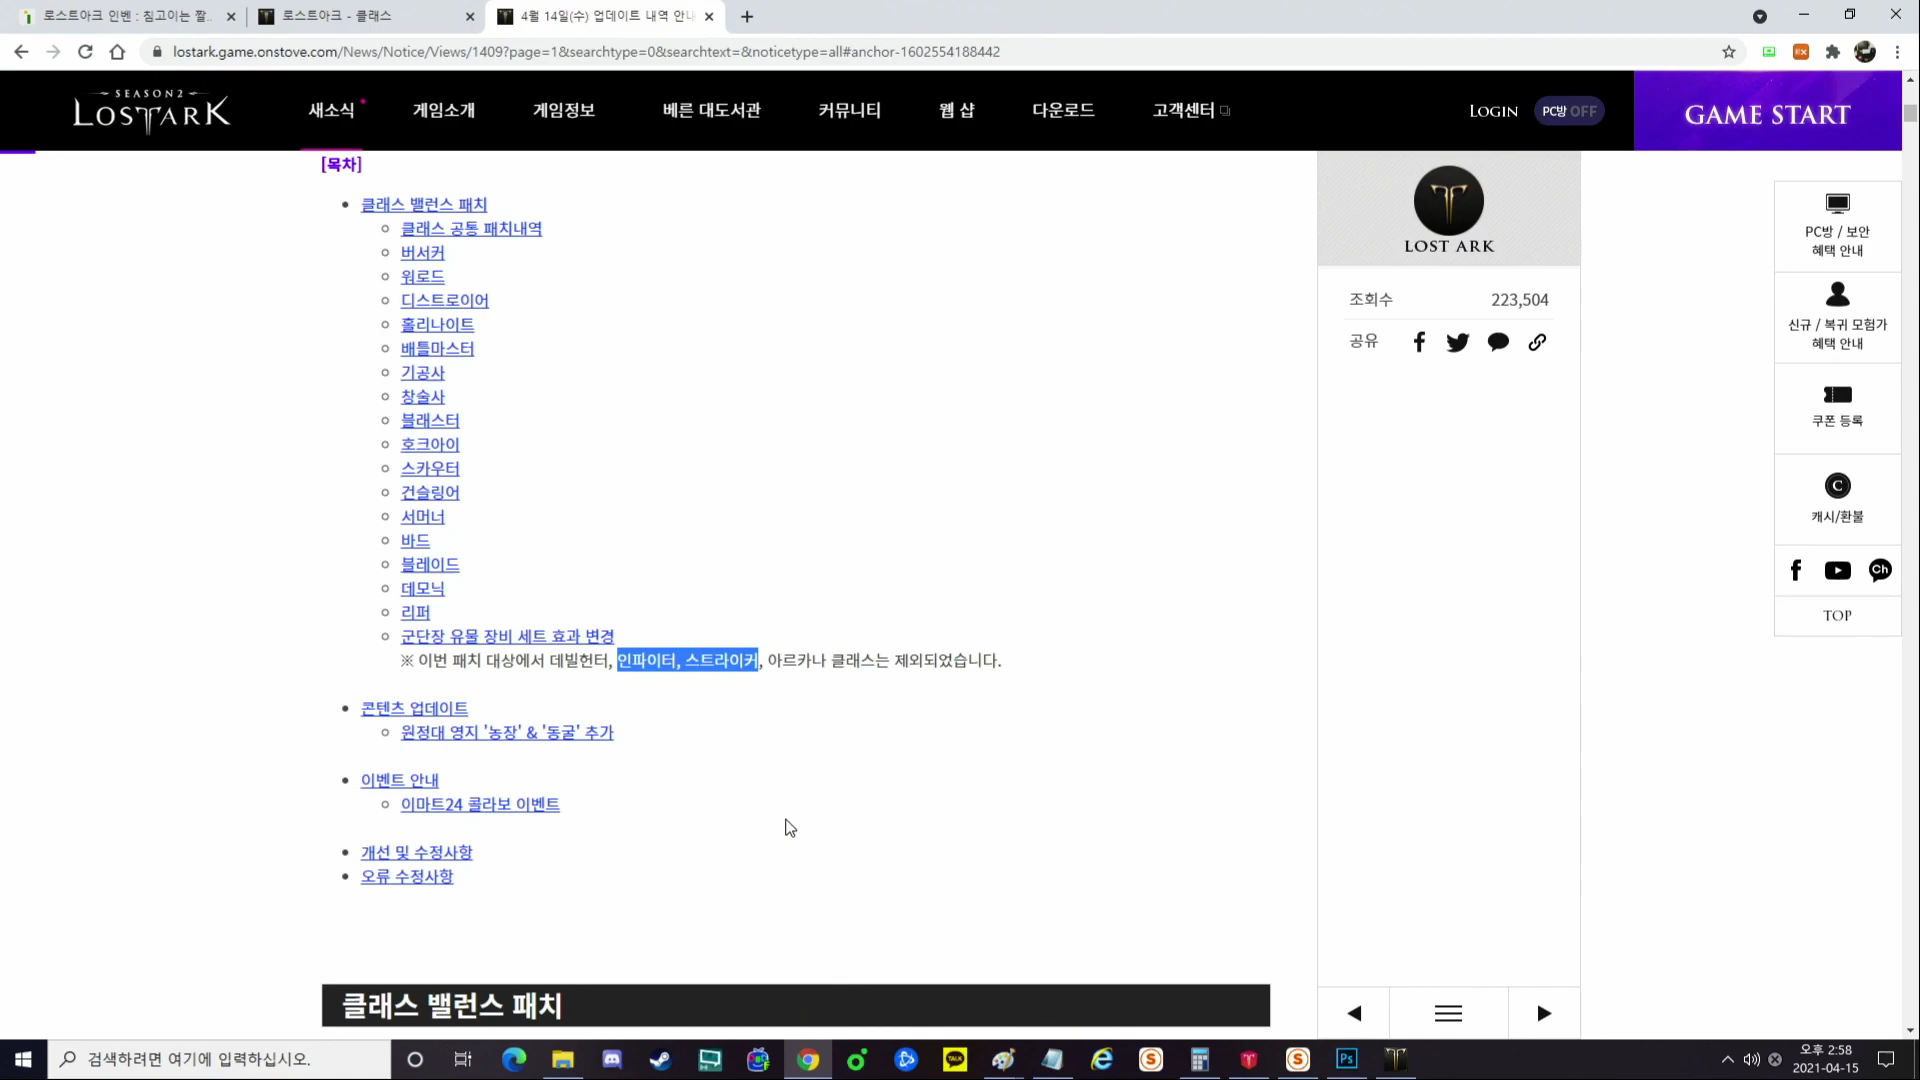 로스트아크 인벤 : 침고이는 짤..
로스트아크 - 클래스
4월 14일(수) 업데이트 내역 안내
lostark.game.onstove.com/News/Notice/Views/1409?page=1&searchtype=0&searchtext=&noticetype=all#anchor-1602554188442
SEASON2
LOSTARK
새소식
게임소개
게임정보
베른 대도서관
커뮤니티
웹 샵
다운로드
고객센터
LOGIN
PC방 OFF
GAME START
[목차]
클래스 밸런스 패치
클래스 공통 패치내역
버서커
워로드
디스트로이어
홀리나이트
배틀마스터
기공사
창술사
블래스터
호크아이
스카우터
건슬링어
서머너
바드
블레이드
데모닉
리퍼
군단장 유물 장비 세트 효과 변경
※ 이번 패치 대상에서 데빌헌터, 인파이터, 스트라이커, 아르카나 클래스는 제외되었습니다.
콘텐츠 업데이트
원정대 영지 '농장' & '동굴' 추가
이벤트 안내
이마트24 콜라보 이벤트
개선 및 수정사항
오류 수정사항
클래스 밸런스 패치
LOST ARK
조회수 223,504
공유
PC방 / 보안
혜택 안내
신규 / 복귀 모험가
혜택 안내
쿠폰 등록
C
캐시/환불
Ch
TOP
검색하려면 여기에 입력하십시오.
TALK
S
S
Ps
오후 2:58
2021-04-15